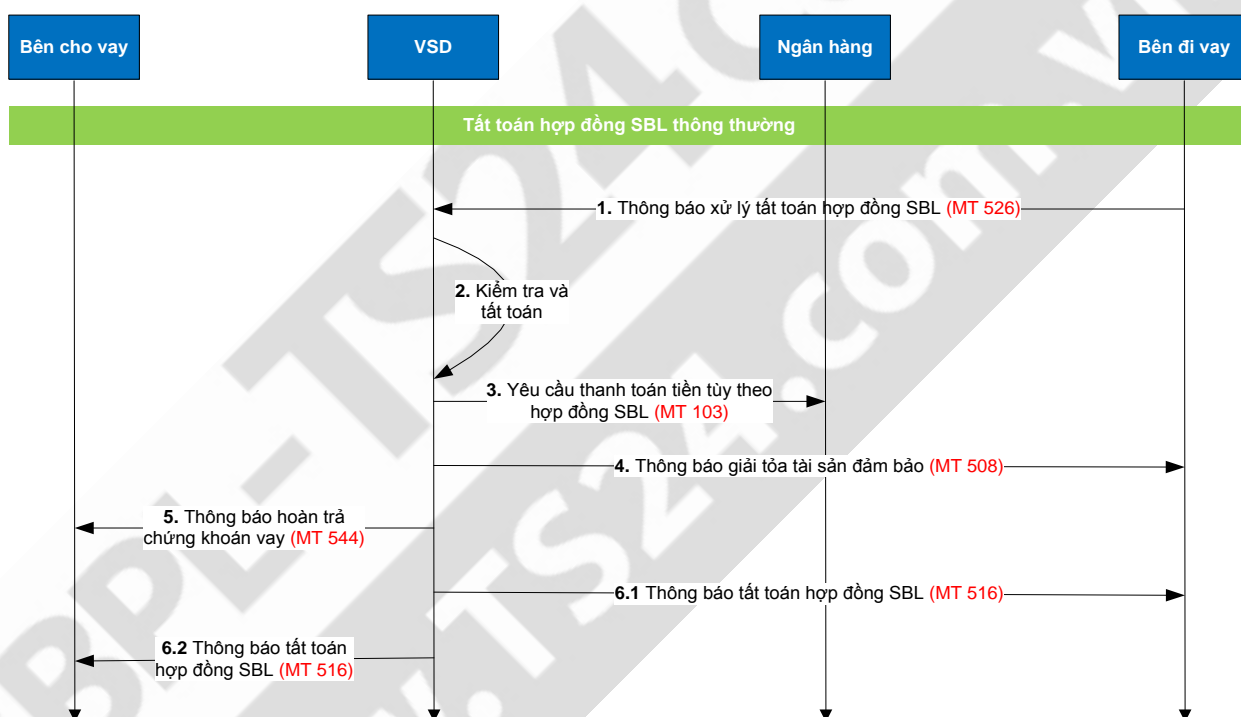 Bên cho vay
VSD
Ngân hàng
Bên đi vay
Tất toán hợp đồng SBL thông thường
1. Thông báo xử lý tất toán hợp đồng SBL (MT 526)
2. Kiểm tra và
tất toán
3. Yêu cầu thanh toán tiền tùy theo
hợp đồng SBL (MT 103)
4. Thông báo giải tỏa tài sản đảm bảo (MT 508)
5. Thông báo hoàn trả
chứng khoán vay (MT 544)
6.1 Thông báo tất toán hợp đồng SBL (MT 516)
6.2 Thông báo tất toán
hợp đồng SBL (MT 516)